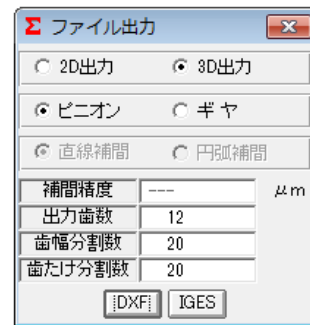 Σ ファイル出力
2D出力 3D出力
ピニオン ギヤ
直線補間 円弧補間
補間精度 --- μm
出力歯数 12
歯幅分割数 20
歯たけ分割数 20
DXF IGES